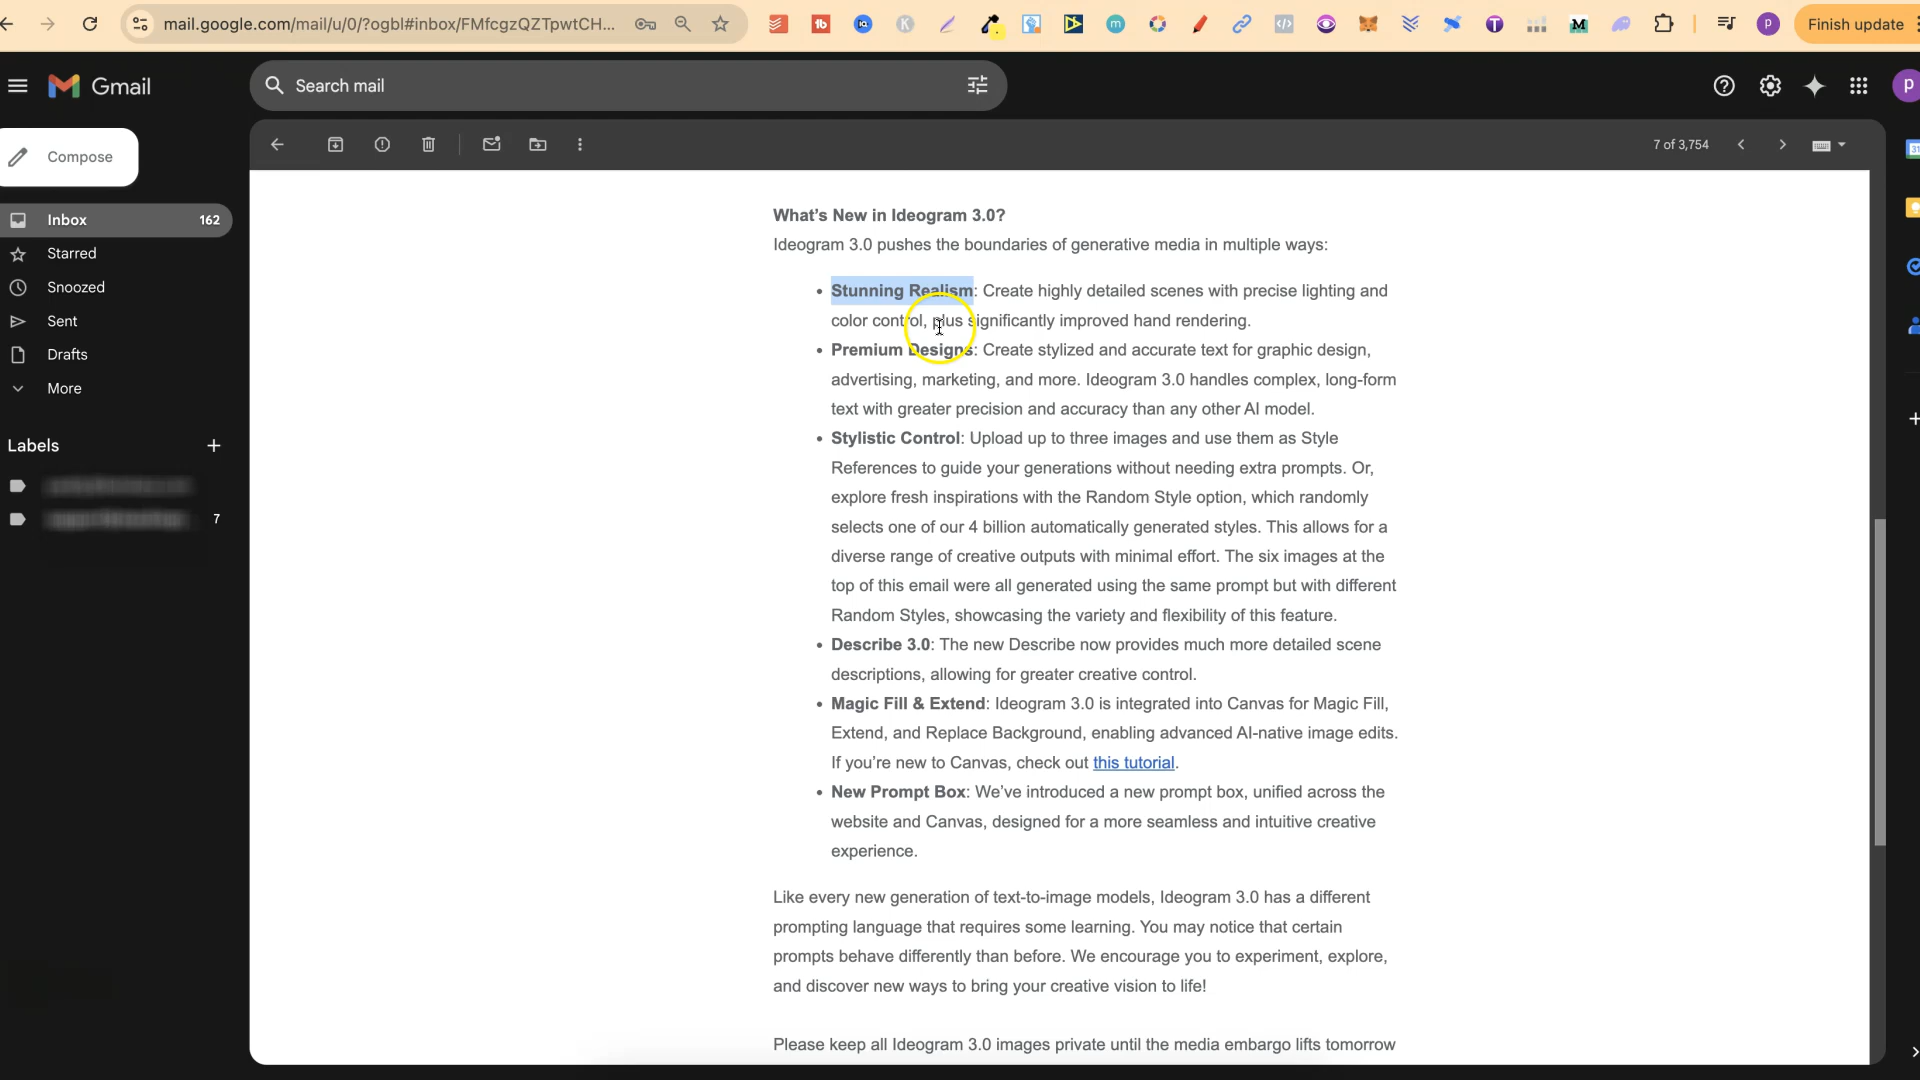 mail.google.com/mail/u/0/?ogbl#inbox/FMfcgzQZTpwtCH...
Finish update
Gmail
Search mail
Compose
7 of 3,754
Inbox 162
Starred
Snoozed
Sent
Drafts
More
Labels
7
What's New in Ideogram 3.0?
Ideogram 3.0 pushes the boundaries of generative media in multiple ways:
• Stunning Realism: Create highly detailed scenes with precise lighting and
color control, plus significantly improved hand rendering.
• Premium Designs: Create stylized and accurate text for graphic design,
advertising, marketing, and more. Ideogram 3.0 handles complex, long-form
text with greater precision and accuracy than any other AI model.
• Stylistic Control: Upload up to three images and use them as Style
References to guide your generations without needing extra prompts. Or,
explore fresh inspirations with the Random Style option, which randomly
selects one of our 4 billion automatically generated styles. This allows for a
diverse range of creative outputs with minimal effort. The six images at the
top of this email were all generated using the same prompt but with different
Random Styles, showcasing the variety and flexibility of this feature.
• Describe 3.0: The new Describe now provides much more detailed scene
descriptions, allowing for greater creative control.
• Magic Fill & Extend: Ideogram 3.0 is integrated into Canvas for Magic Fill,
Extend, and Replace Background, enabling advanced AI-native image edits.
If you're new to Canvas, check out this tutorial.
• New Prompt Box: We've introduced a new prompt box, unified across the
website and Canvas, designed for a more seamless and intuitive creative
experience.
Like every new generation of text-to-image models, Ideogram 3.0 has a different
prompting language that requires some learning. You may notice that certain
prompts behave differently than before. We encourage you to experiment, explore,
and discover new ways to bring your creative vision to life!
Please keep all Ideogram 3.0 images private until the media embargo lifts tomorrow